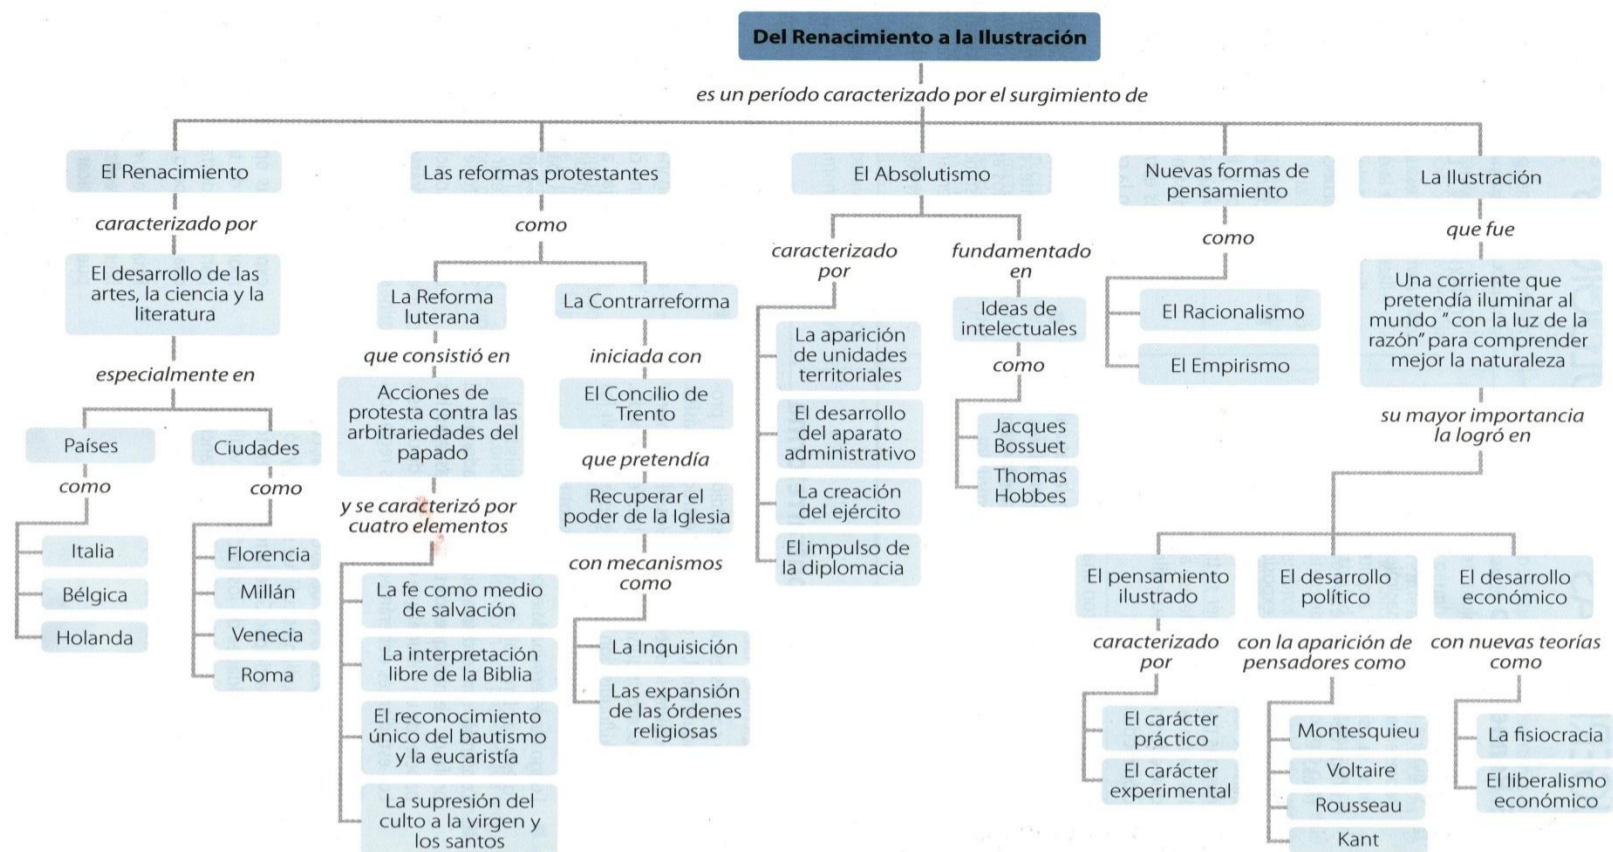 Del Renacimiento a la Ilustración
es un período caracterizado por el surgimiento de
El Renacimiento
caracterizado por
El desarrollo de las
artes, la ciencia y la
literatura
especialmente en
Países
como
Italia
Bélgica
Holanda
Ciudades
como
Florencia
Millán
Venecia
Roma
Las reformas protestantes
como
La Reforma
luterana
que consistió en
Acciones de
protesta contra las
arbitrariedades del
papado
y se caracterizó por
cuatro elementos
La fe como medio
de salvación
La interpretación
libre de la Biblia
El reconocimiento
único del bautismo
y la eucaristía
La supresión del
culto a la virgen y
los santos
La Contrarreforma
iniciada con
El Concilio de
Trento
que pretendía
Recuperar el
poder de la Iglesia
con mecanismos
como
La Inquisición
Las expansión
de las órdenes
religiosas
El Absolutismo
caracterizado
por
La aparición
de unidades
territoriales
El desarrollo
del aparato
administrativo
La creación
del ejército
El impulso de
la diplomacia
fundamentado
en
Ideas de
intelectuales
como
Jacques
Bossuet
Thomas
Hobbes
Nuevas formas de
pensamiento
como
El Racionalismo
El Empirismo
La Ilustración
que fue
Una corriente que
pretendía iluminar al
mundo "con la luz de la
razón" para comprender
mejor la naturaleza
su mayor importancia
la logró en
El pensamiento
ilustrado
caracterizado
por
El carácter
práctico
El carácter
experimental
El desarrollo
político
con la aparición de
pensadores como
Montesquieu
Voltaire
Rousseau
Kant
El desarrollo
económico
con nuevas teorías
como
La fisiocracia
El liberalismo
económico